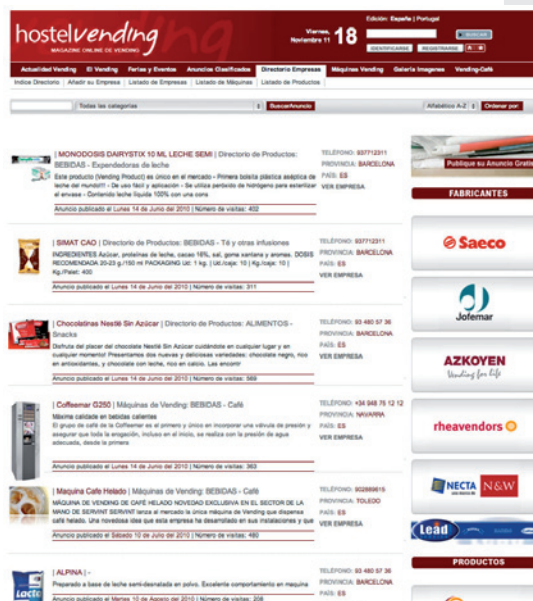 hostelvending
MAGAZINE ONLINE DE VENDING
Viernes,
Noviembre 11
18
Edición: España | Portugal
BUSCAR
IDENTIFICARSE
REGISTRARSE
Actualidad Vending El Vending Ferias y Eventos Anuncios Clasificados Directorio Empresas Máquinas Vending Galería Imagenes Vending-Café
Indice Directorio | Añadir su Empresa | Listado de Empresas | Listado de Máquinas | Listado de Productos
Todas las categorías
Buscar Anuncio
Alfabético A-Z
Ordenar por:
| MONODOSIS DAIRYSTIX 10 ML LECHE SEMI | Directorio de Productos:
BEBIDAS - Expendedoras de leche
Este producto (Vending Product) es único en el mercado - Primera bolsita plástica aséptica de
leche del mundo!!! - De uso fácil y aplicación - Se utiliza peróxido de hidrógeno para esterilizar
el envase - Contenido leche líquida 100% con una cons
Anuncio publicado el Lunes 14 de Junio del 2010 | Número de visitas: 402
TELÉFONO: 937712311
PROVINCIA: BARCELONA
PAÍS: ES
VER EMPRESA
| SIMAT CAO | Directorio de Productos: BEBIDAS - Té y otras infusiones
INGREDIENTES Azúcar, proteínas de leche, cacao 16%, sal, goma xantana y aromas. DOSIS
RECOMENDADA 20-23 g./150 ml PACKAGING Ud: 1 kg. | Ud./caja: 10 | Kg./caja: 10 |
Kg./Palet: 400
Anuncio publicado el Lunes 14 de Junio del 2010 | Número de visitas: 311
TELÉFONO: 937712311
PROVINCIA: BARCELONA
PAÍS: ES
VER EMPRESA
| Chocolatinas Nestlé Sin Azúcar | Directorio de Productos: ALIMENTOS -
Snacks
Disfruta del placer del chocolate Nestlé Sin Azúcar cuidándote en cualquier lugar y en
cualquier momento! Presentamos dos nuevas y deliciosas variedades: chocolate negro, rico
en antioxidantes, y chocolate con leche, rico en calcio. Las encontr
Anuncio publicado el Lunes 14 de Junio del 2010 | Número de visitas: 569
TELÉFONO: 93 480 57 36
PROVINCIA: BARCELONA
PAÍS: ES
VER EMPRESA
| Coffeemar G250 | Máquinas de Vending: BEBIDAS - Café
Máxima calidade en bebidas calientes
El grupo de café de la Coffeemar es el primero y único en incorporar una válvula de presión y
asegurar que toda la erogación, incluso en el inicio, se realiza con la presión de agua
adecuada, desde la primera
Anuncio publicado el Lunes 14 de Junio del 2010 | Número de visitas: 363
TELÉFONO: +34 948 75 12 12
PROVINCIA: NAVARRA
PAÍS: ES
VER EMPRESA
| Maquina Cafe Helado | Máquinas de Vending: BEBIDAS - Café
MÁQUINA DE VENDING DE CAFÉ HELADO NOVEDAD EXCLUSIVA EN EL SECTOR DE LA
MANO DE SERVINT SERVINT lanza al mercado la única máquina de Vending que dispensa
café helado. Una novedosa idea que esta empresa ha desarrollado en sus instalaciones y que
Anuncio publicado el Sábado 10 de Julio del 2010 | Número de visitas: 480
TELÉFONO: 902889615
PROVINCIA: TOLEDO
PAÍS: ES
VER EMPRESA
Lacto
| ALPINA | -
Preparado a base de leche semi-desnatada en polvo. Excelente comportamiento en maquina
Anuncio publicado el Martes 10 de Agosto del 2010 | Número de visitas: 208
TELÉFONO: 93 480 57 36
PROVINCIA: BARCELONA
PAÍS: ES
Publique su Anuncio Gratis
FABRICANTES
Saeco
Jofemar
AZKOYEN
Vending for life
rheavendors
NECTA N&W
Lead
PRODUCTOS